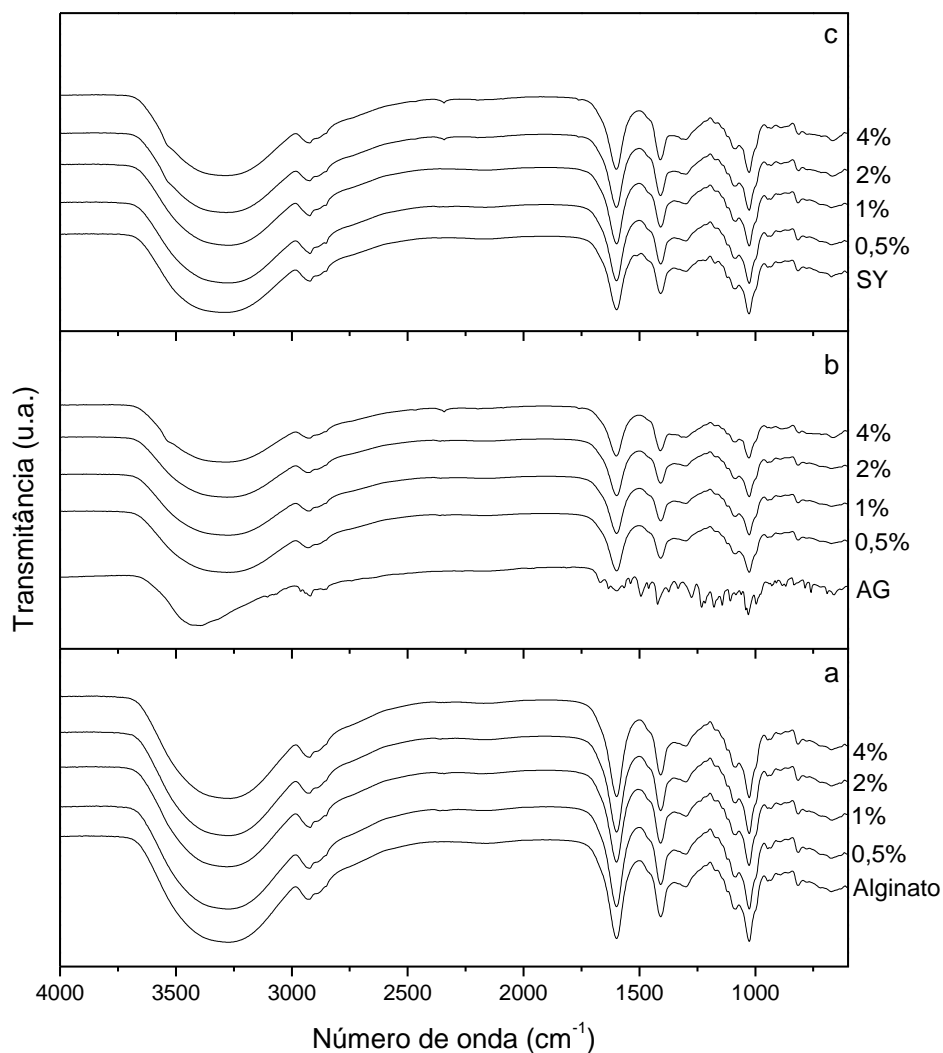 c
4%
2%
1%
0,5%
SY
b
4%
2%
1%
0,5%
AG
a
4%
2%
1%
0,5%
Alginato
Transmitância (u.a.)
4000 3500 3000 2500 2000 1500 1000
Número de onda (cm⁻¹)